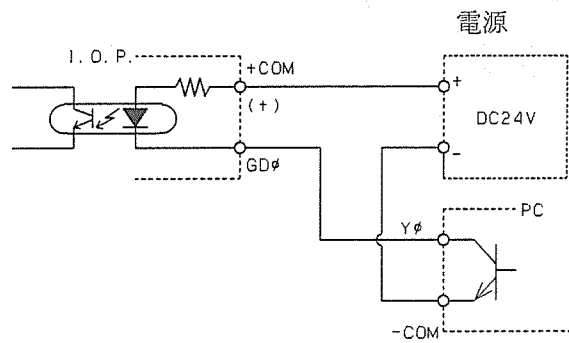 電源
I.O.P.
+COM
(+)
+
DC24V
-
GDφ
PC
Yφ
-COM